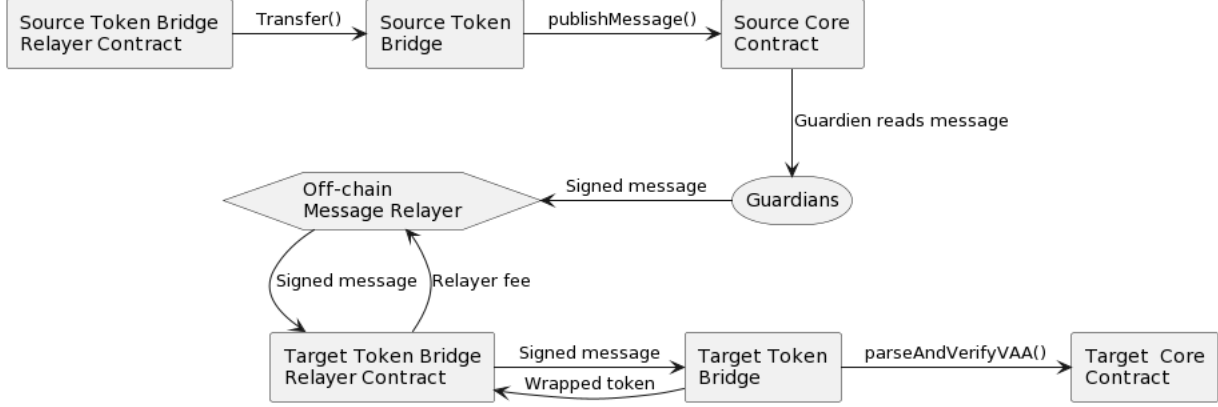 Source Token Bridge
Relayer Contract
Transfer()
Source Token
Bridge
publishMessage()
Source Core
Contract
Guardien reads message
Off-chain
Message Relayer
Signed message
Guardians
Signed message
Relayer fee
Target Token Bridge
Relayer Contract
Signed message
Wrapped token
Target Token
Bridge
parseAndVerifyVAA()
Target  Core
Contract